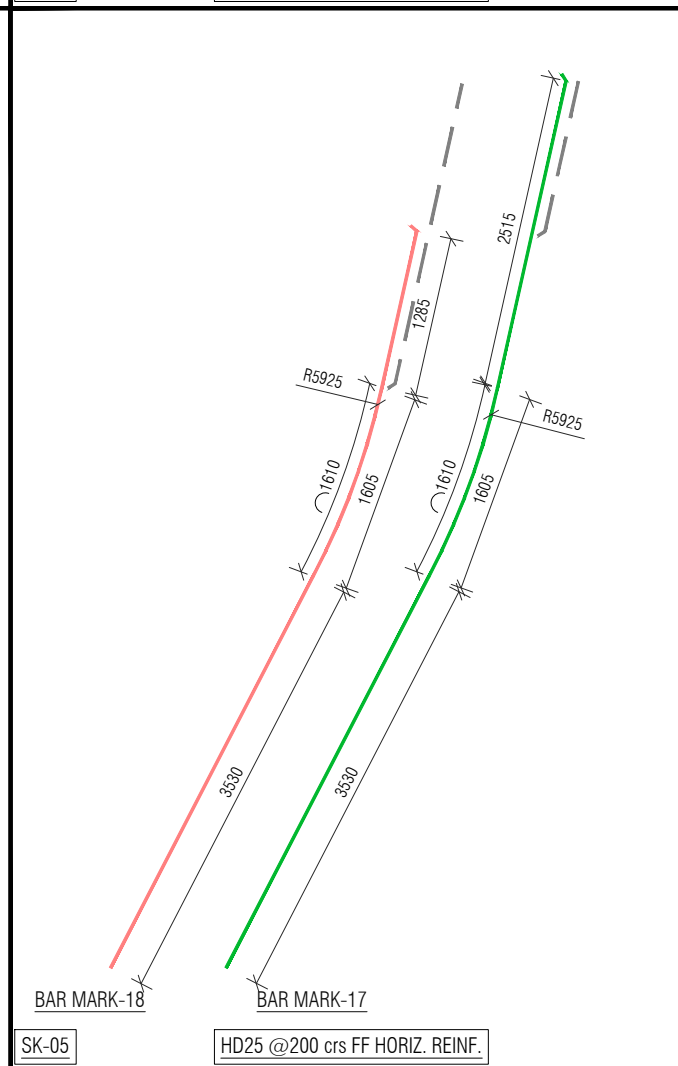 2515
1285
R5925
R5925
1610
1605
1610
1605
3530
3530
BAR MARK-18
BAR MARK-17
SK-05
HD25 @200 crs FF HORIZ. REINF.